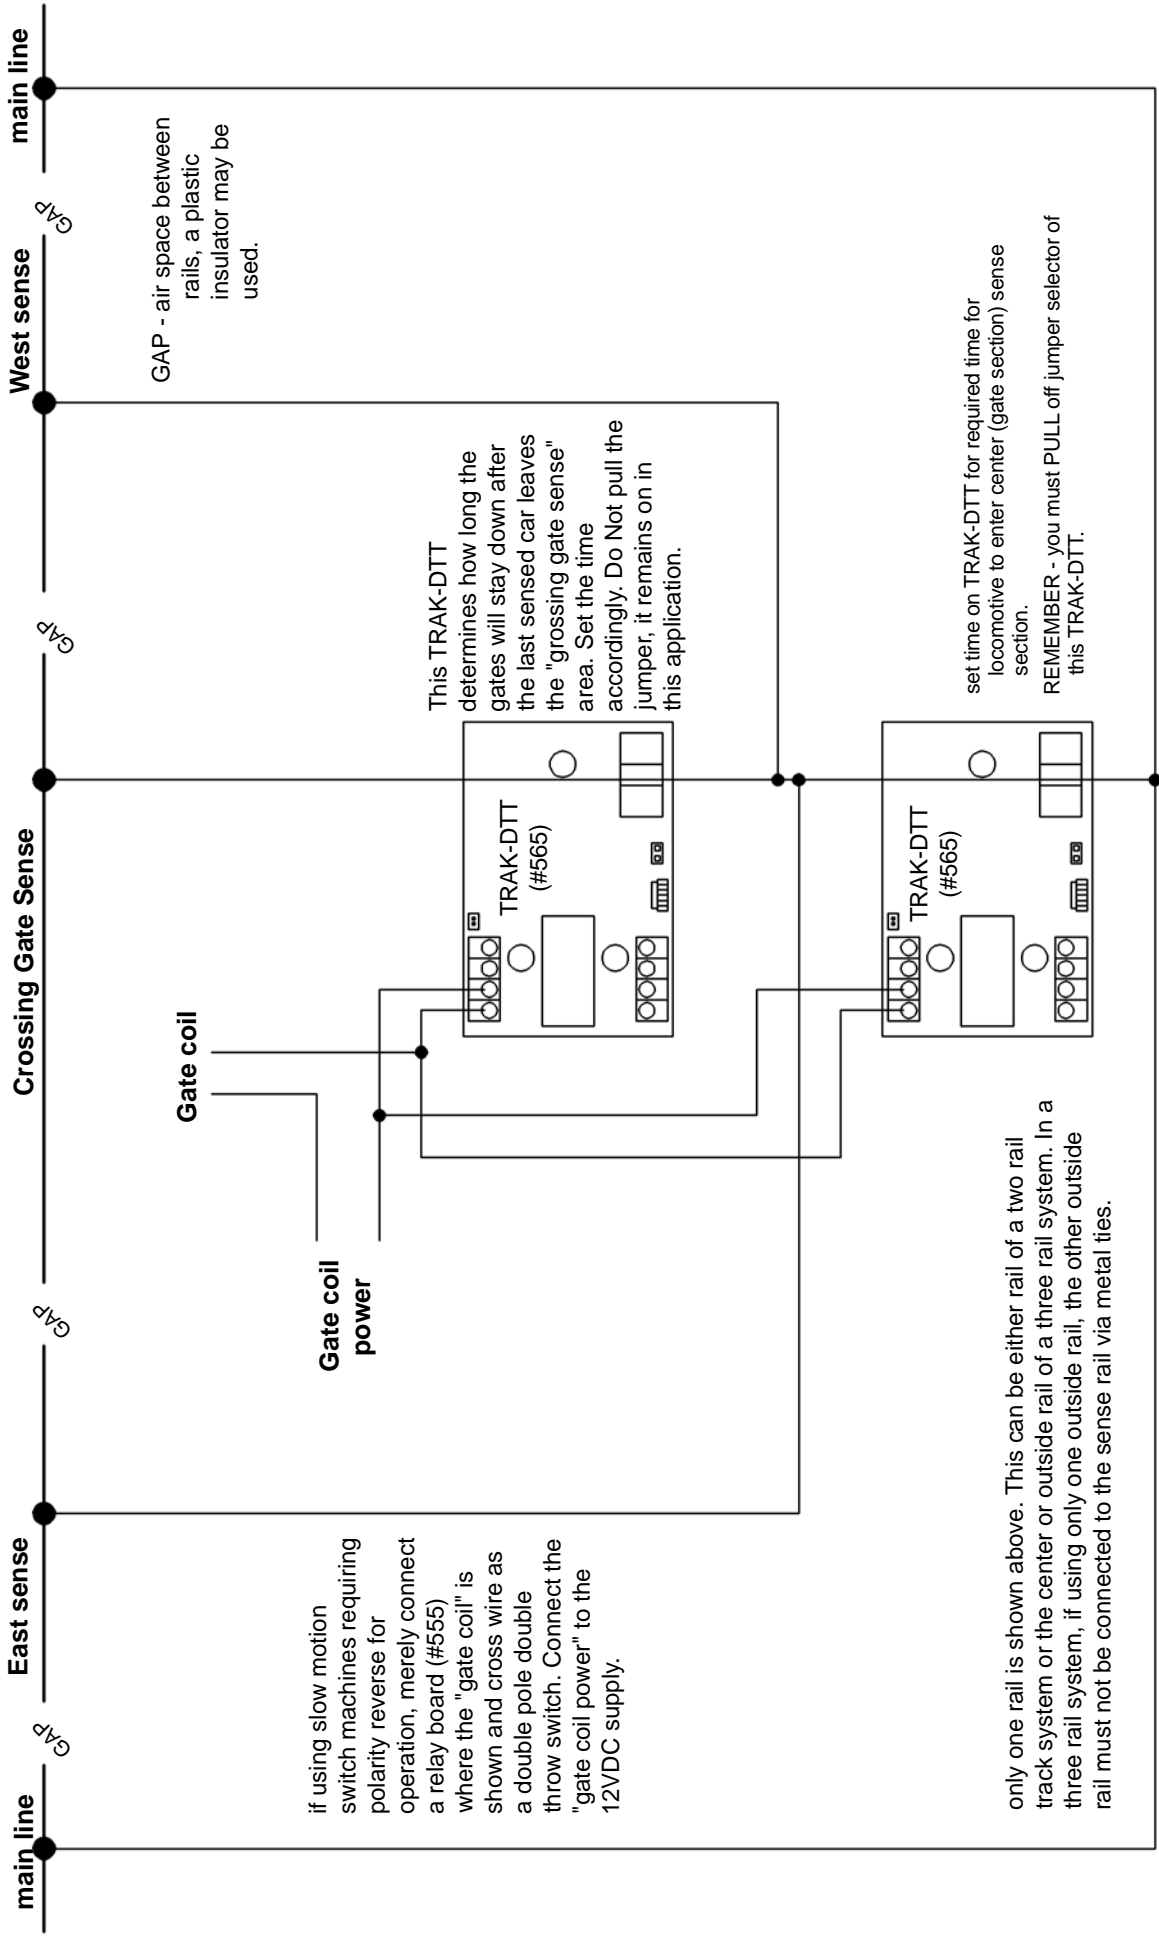 main line
East sense
Crossing Gate Sense
West sense
main line
GAP
GAP
GAP
GAP
GAP - air space between
rails, a plastic
insulator may be
used.
Gate coil
Gate coil
power
if using slow motion
switch machines requiring
polarity reverse for
operation, merely connect
a relay board (#555)
where the "gate coil" is
shown and cross wire as
a double pole double
throw switch. Connect the
"gate coil power" to the
12VDC supply.
TRAK-DTT
(#565)
This TRAK-DTT
determines how long the
gates will stay down after
the last sensed car leaves
the "grossing gate sense"
area. Set the time
accordingly. Do Not pull the
jumper, it remains on in
this application.
TRAK-DTT
(#565)
set time on TRAK-DTT for required time for
locomotive to enter center (gate section) sense
section.
REMEMBER - you must PULL off jumper selector of
this TRAK-DTT.
only one rail is shown above. This can be either rail of a two rail
track system or the center or outside rail of a three rail system. In a
three rail system, if using only one outside rail, the other outside
rail must not be connected to the sense rail via metal ties.